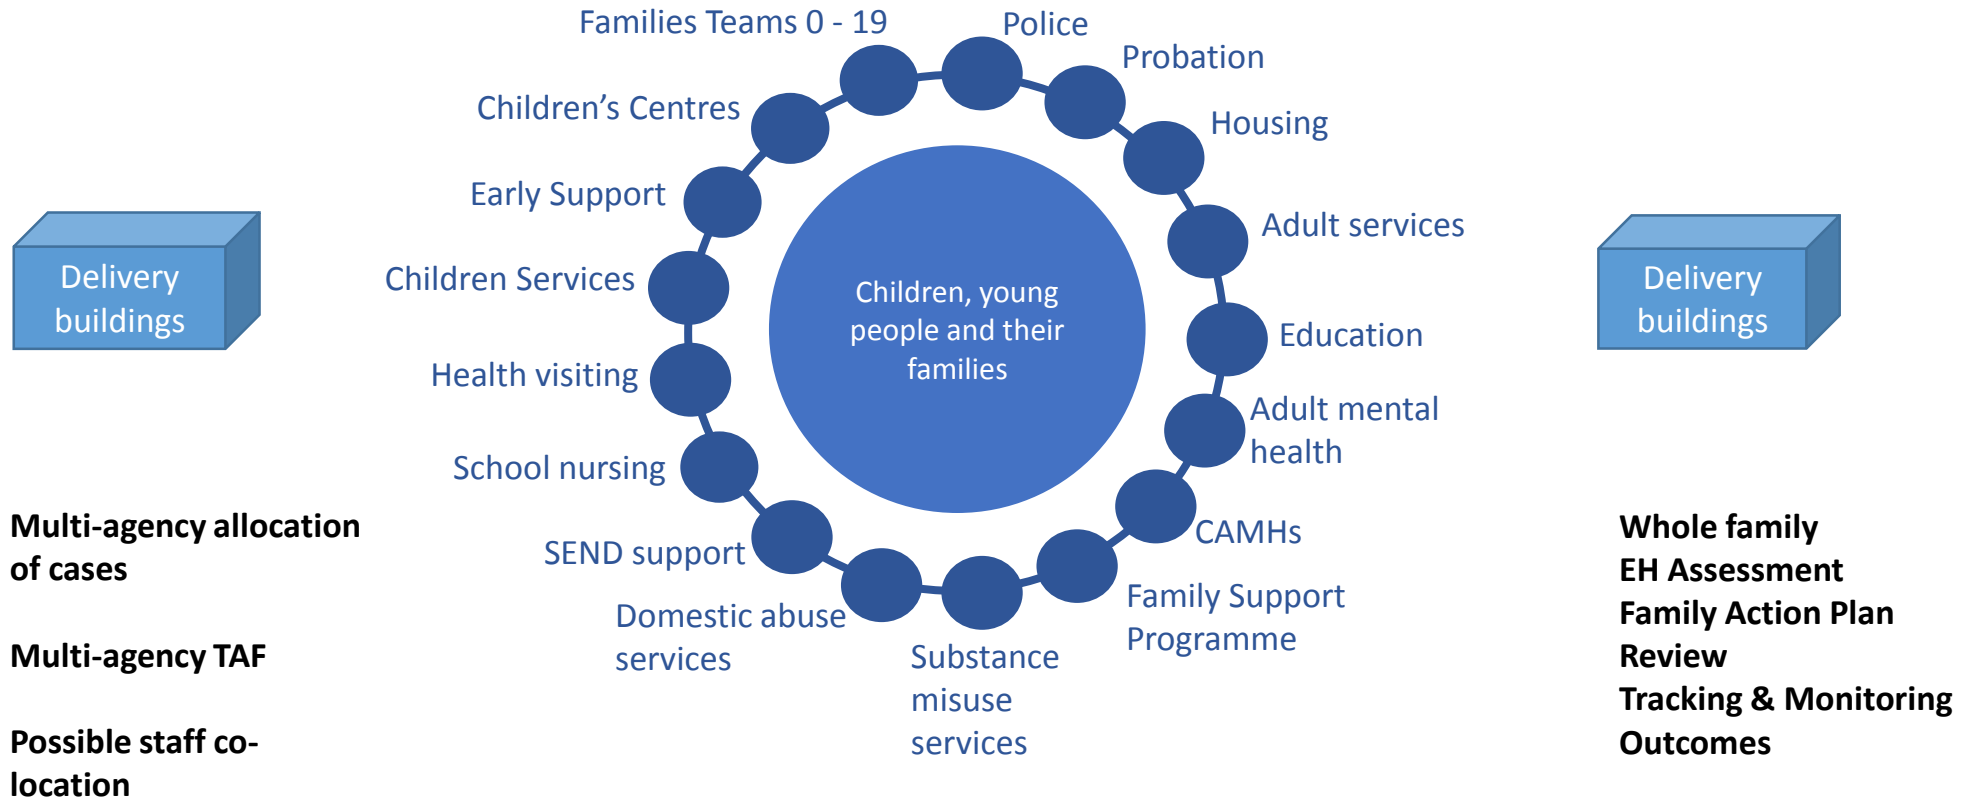 Families Teams 0 - 19
Police
Probation
Children’s Centres
Housing
Early Support
Adult services
Children Services
Delivery
buildings
Children, young
people and their
families
Delivery
buildings
Education
Health visiting
Adult mental
health
School nursing
CAMHs
SEND support
Family Support
Programme
Domestic abuse
services
Substance
misuse
services
Multi-agency allocation
of cases
Multi-agency TAF
Possible staff co-
location
Whole family
EH Assessment
Family Action Plan
Review
Tracking & Monitoring
Outcomes